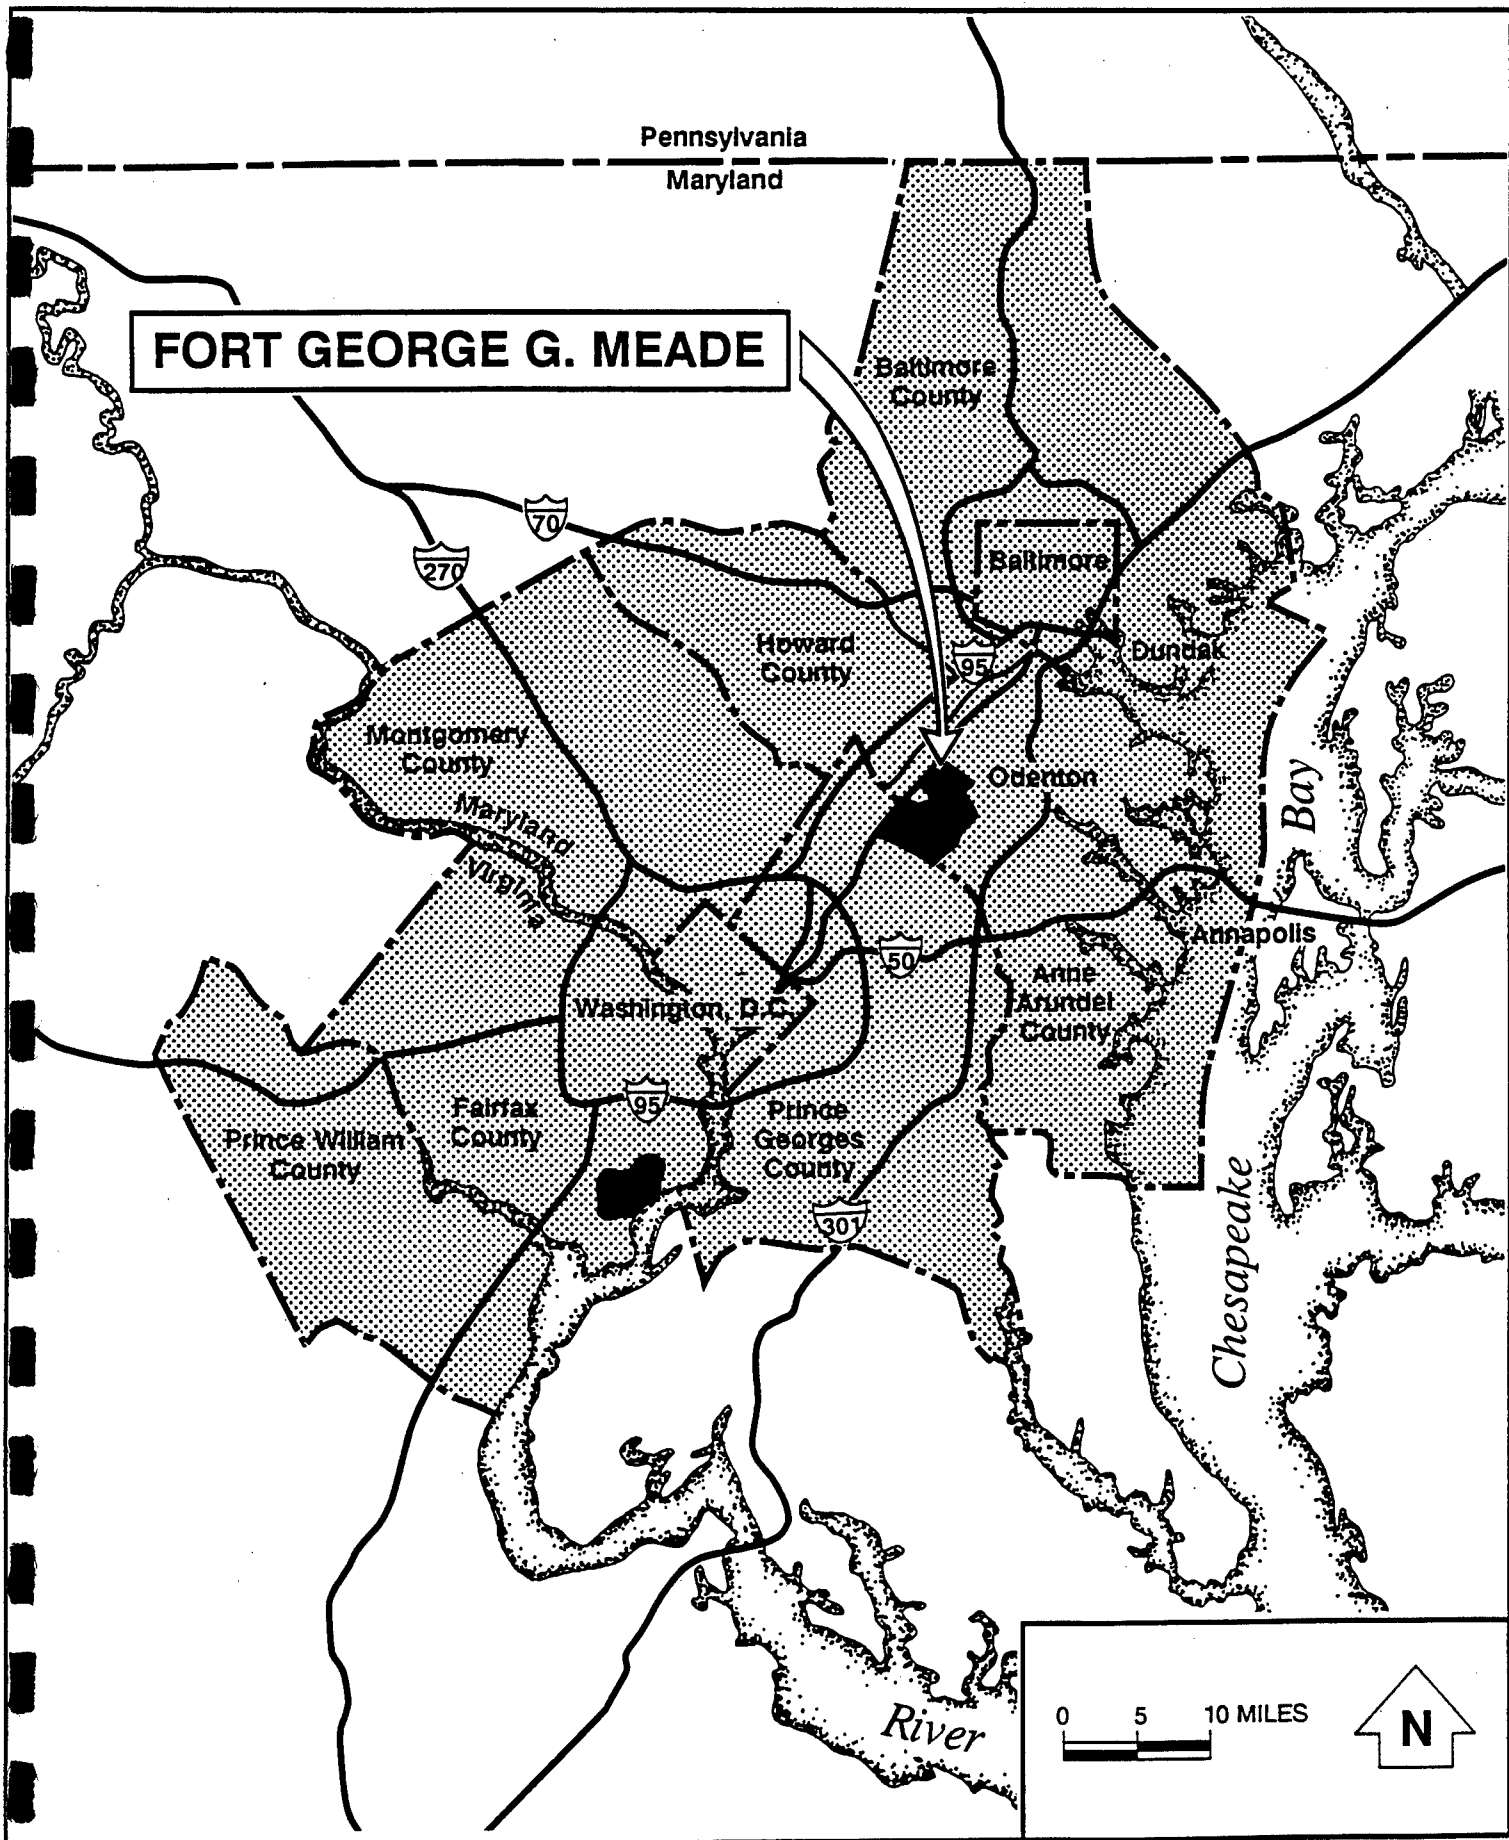 Pennsylvania
Maryland
FORT GEORGE G. MEADE
Baltimore
County
70
270
Baltimore
Howard
County
95
Dundalk
Montgomery
County
Odenton
Maryland
Virginia
Bay
50
Annapolis
Anne
Arundel
County
Washington, D.C.
95
Fairfax
County
Prince
Georges
County
Prince William
County
301
Chesapeake
River
0 5 10 MILES
N